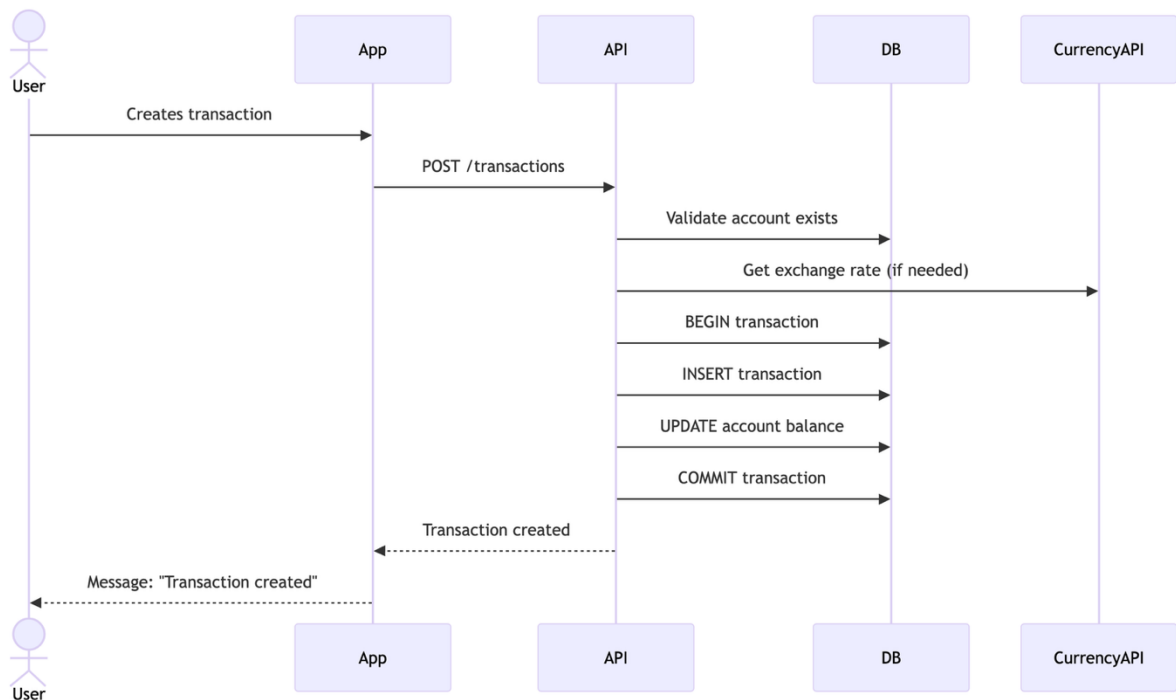 App
API
DB
CurrencyAPI
User
Creates transaction
POST /transactions
Validate account exists
Get exchange rate (if needed)
BEGIN transaction
INSERT transaction
UPDATE account balance
COMMIT transaction
Transaction created
Message: "Transaction created"
App
API
DB
CurrencyAPI
User